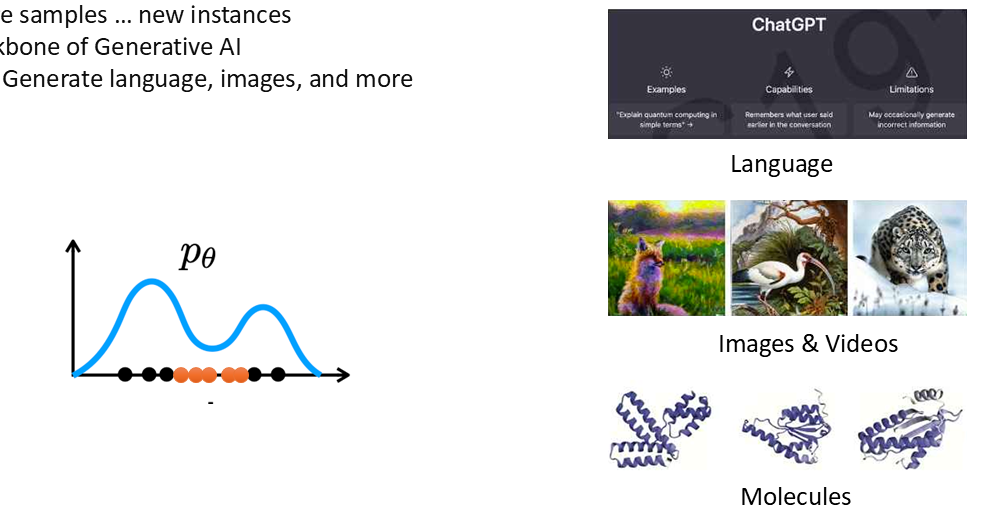 e samples … new instances
kbone of Generative AI
Generate language, images, and more
pθ
-
ChatGPT
Examples Capabilities Limitations
"Explain quantum computing in simple terms" →
Remembers what user said earlier in the conversation
May occasionally generate incorrect information
Language
Images & Videos
Molecules